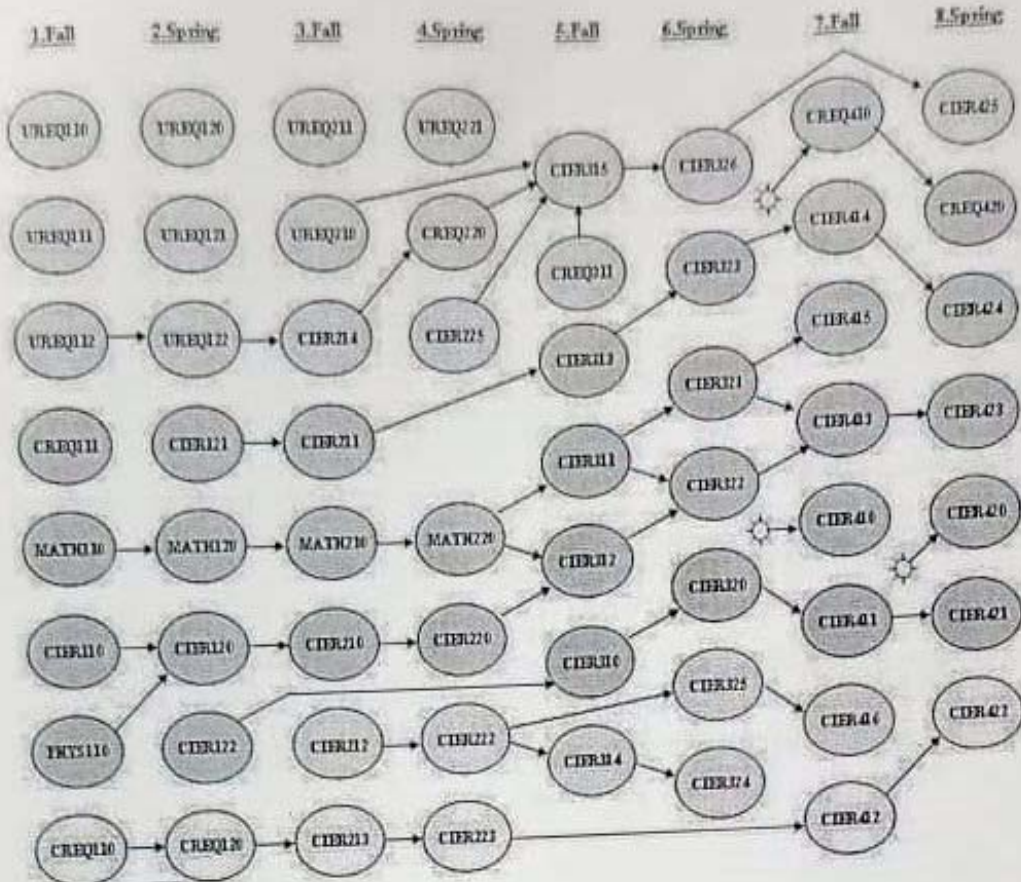 1.Fall 2.Spring 3.Fall 4.Spring 5.Fall 6.Spring 7.Fall 8.Spring
UREQ110 UREQ120 UREQ211 UREQ221 CIER315 CIER326 CREQ410 CIER425
UREQ111 UREQ121 UREQ210 CREQ220 CREQ311 CIER323 CIER414 CREQ420
UREQ112 UREQ122 CIER214 CIER225 CIER313 CIER321 CIER415 CIER424
CREQ111 CIER121 CIER211 CIER311 CIER322 CIER413 CIER423
MATH110 MATH120 MATH210 MATH220 CIER312 CIER320 CIER410 CIER420
CIER110 CIER120 CIER210 CIER220 CIER310 CIER325 CIER411 CIER421
PHYS110 CIER122 CIER212 CIER222 CIER314 CIER324 CIER416 CIER422
CREQ110 CREQ120 CIER213 CIER223 CIER412